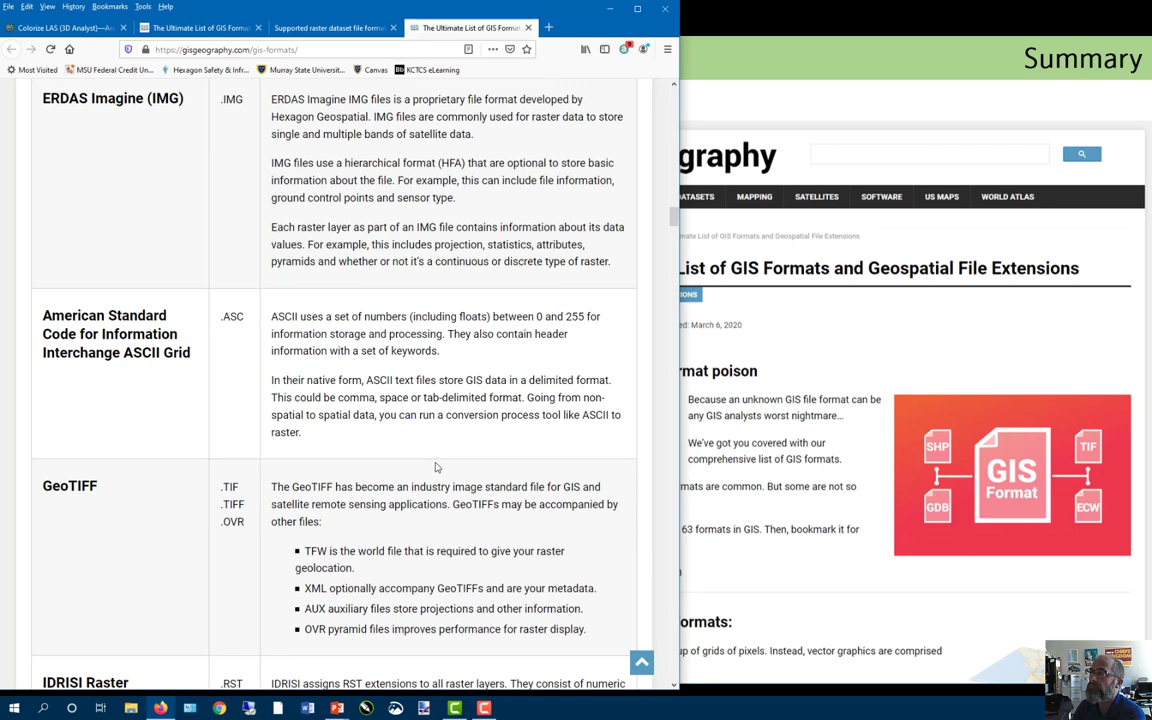 File Edit View History Bookmarks Tools Help
Colorize LAS (3D Analyst)—A
The Ultimate List of GIS Format
Supported raster dataset file format
The Ultimate List of GIS Format
https://gisgeography.com/gis-formats/
Most Visited MSU Federal Credit Un... Hexagon Safety & Infr... Murray State Universit... Canvas Bb KCTCS eLearning
ERDAS Imagine (IMG)
.IMG
ERDAS Imagine IMG files is a proprietary file format developed by
Hexagon Geospatial. IMG files are commonly used for raster data to store
single and multiple bands of satellite data.
IMG files use a hierarchical format (HFA) that are optional to store basic
information about the file. For example, this can include file information,
ground control points and sensor type.
Each raster layer as part of an IMG file contains information about its data
values. For example, this includes projection, statistics, attributes,
pyramids and whether or not it's a continuous or discrete type of raster.
American Standard
Code for Information
Interchange ASCII Grid
.ASC
ASCII uses a set of numbers (including floats) between 0 and 255 for
information storage and processing. They also contain header
information with a set of keywords.
In their native form, ASCII text files store GIS data in a delimited format.
This could be comma, space or tab-delimited format. Going from non-
spatial to spatial data, you can run a conversion process tool like ASCII to
raster.
GeoTIFF
.TIF
.TIFF
.OVR
The GeoTIFF has become an industry image standard file for GIS and
satellite remote sensing applications. GeoTIFFs may be accompanied by
other files:
▪ TFW is the world file that is required to give your raster
geolocation.
▪ XML optionally accompany GeoTIFFs and are your metadata.
▪ AUX auxiliary files store projections and other information.
▪ OVR pyramid files improves performance for raster display.
IDRISI Raster
.RST
IDRISI assigns RST extensions to all raster layers. They consist of numeric
Summary
graphy
ATASETS MAPPING SATELLITES SOFTWARE US MAPS WORLD ATLAS
mate List of GIS Formats and Geospatial File Extensions
List of GIS Formats and Geospatial File Extensions
IONS
ed: March 6, 2020
rmat poison
Because an unknown GIS file format can be
any GIS analysts worst nightmare...
We've got you covered with our
comprehensive list of GIS formats.
mats are common. But some are not so
63 formats in GIS. Then, bookmark it for
SHP
TIF
GIS
Format
GDB
ECW
ormats:
up of grids of pixels. Instead, vector graphics are comprised